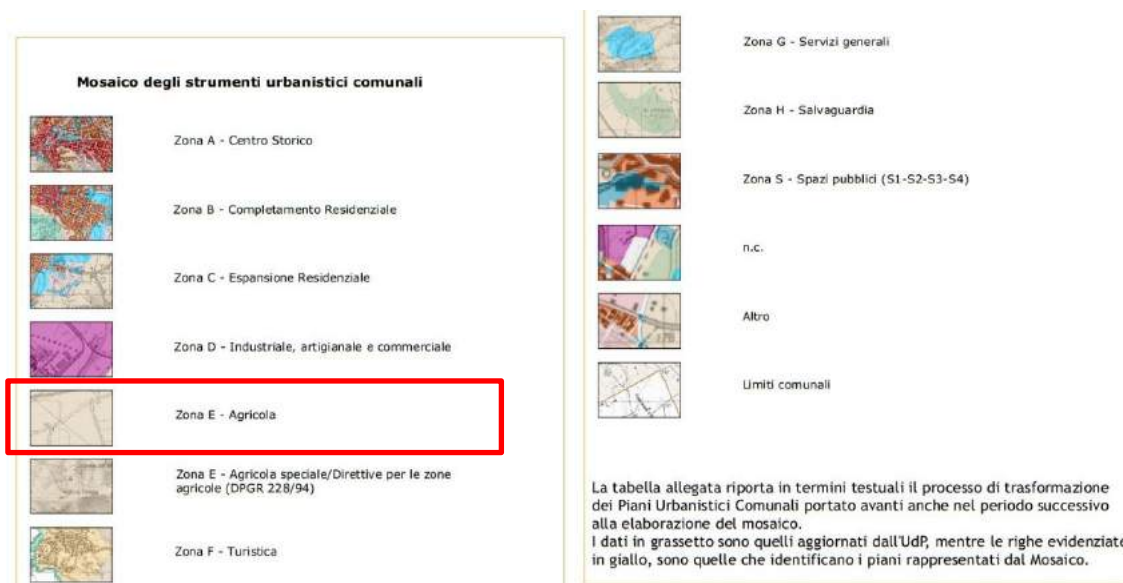 Mosaico degli strumenti urbanistici comunali
Zona A - Centro Storico
Zona B - Completamento Residenziale
Zona C - Espansione Residenziale
Zona D - Industriale, artigianale e commerciale
Zona E - Agricola
Zona E - Agricola speciale/Direttive per le zone
agricole (DPGR 228/94)
Zona F - Turistica
Zona G - Servizi generali
Zona H - Salvaguardia
Zona S - Spazi pubblici (S1-S2-S3-S4)
n.c.
Altro
Limiti comunali
La tabella allegata riporta in termini testuali il processo di trasformazione
dei Piani Urbanistici Comunali portato avanti anche nel periodo successivo
alla elaborazione del mosaico.
I dati in grassetto sono quelli aggiornati dall'UdP, mentre le righe evidenziate
in giallo, sono quelle che identificano i piani rappresentati dal Mosaico.